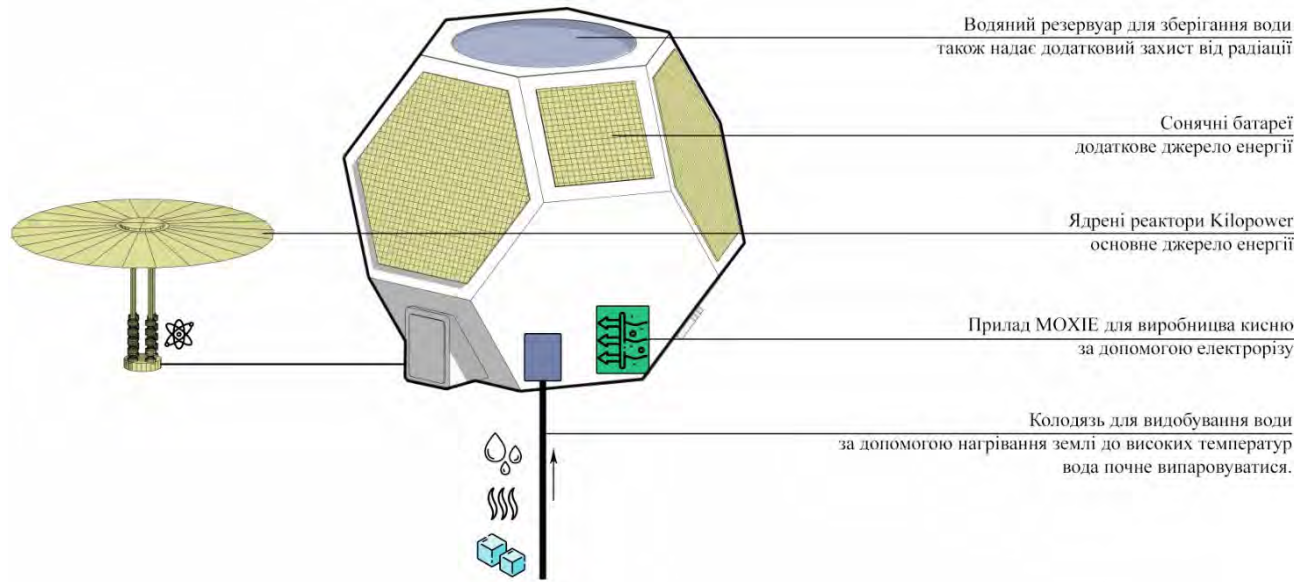 Водяний резервуар для зберігання води
також надає додатковий захист від радіації
Сонячні батареї
додаткове джерело енергії
Ядрені реактори Kilopower
основне джерело енергії
Прилад MOXIE для виробницва кисню
за допомогою електрорізу
Колодязь для видобування води
за допомогою нагрівання землі до високих температур
вода почне випаровуватися.